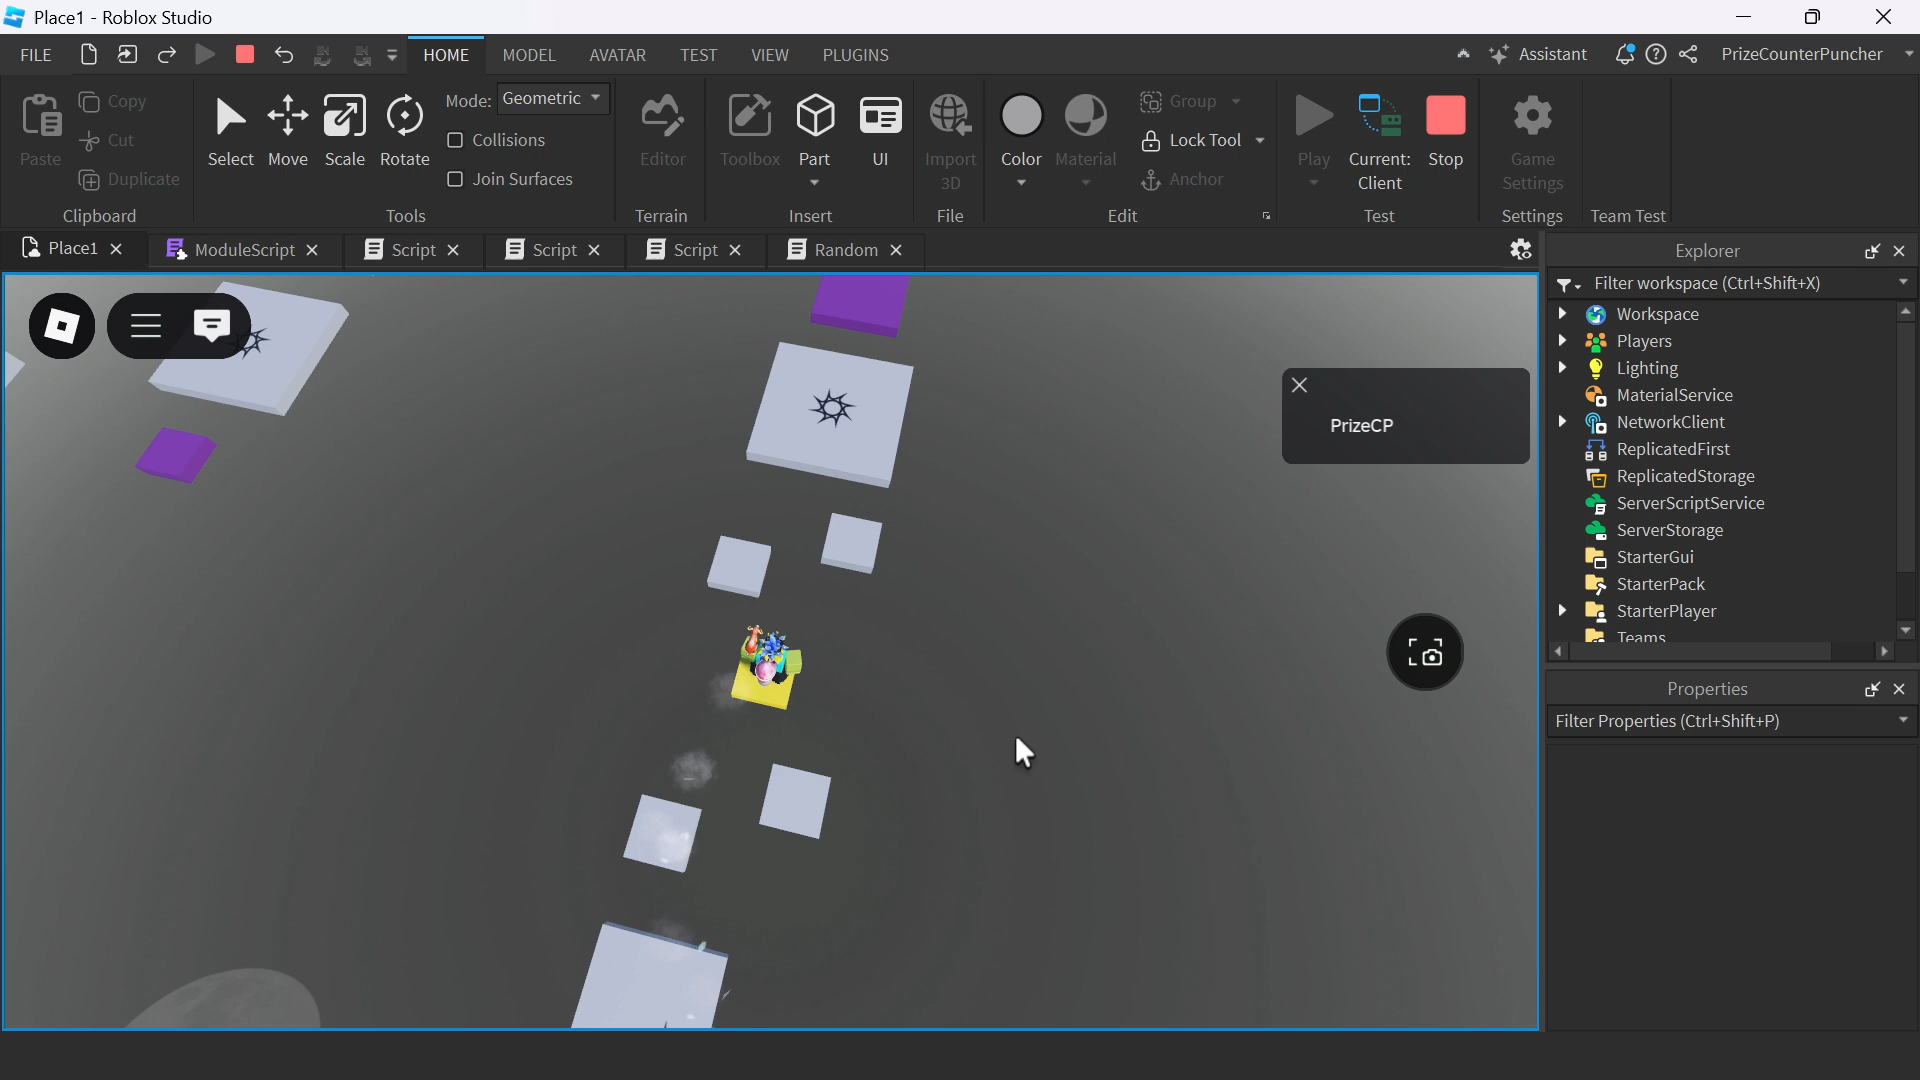 Place1 - Roblox Studio
FILE HOME MODEL AVATAR TEST VIEW PLUGINS Assistant PrizeCounterPuncher
Paste
Copy
Cut
Duplicate
Clipboard
Select
Move
Scale
Rotate
Mode: Geometric
Collisions
Join Surfaces
Tools
Editor
Terrain
Toolbox
Part
UI
Insert
Import
3D
File
Color
Material
Group
Lock Tool
Anchor
Edit
Play
Current:
Client
Stop
Test
Game
Settings
Settings
Team Test
Place1
ModuleScript
Script
Script
Script
Random
PrizeCP
Explorer
Filter workspace (Ctrl+Shift+X)
Workspace
Players
Lighting
MaterialService
NetworkClient
ReplicatedFirst
ReplicatedStorage
ServerScriptService
ServerStorage
StarterGui
StarterPack
StarterPlayer
Teams
Properties
Filter Properties (Ctrl+Shift+P)